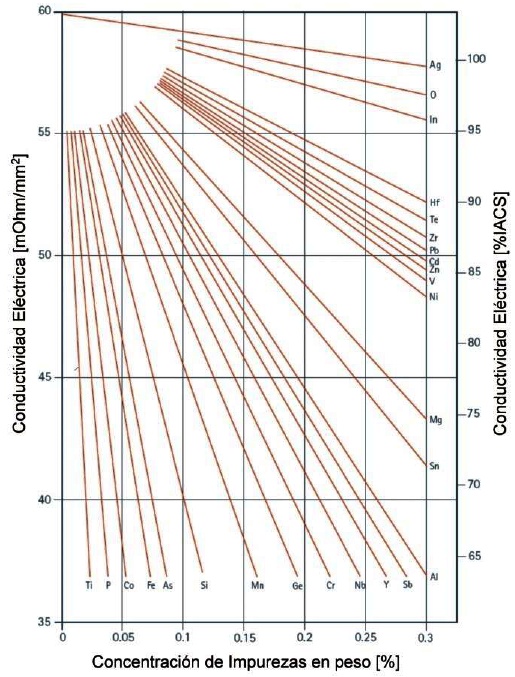 60
55
50
45
40
35
Conductividad Eléctrica [mOhm/mm²]
100
95
90
85
80
75
70
65
Conductividad Eléctrica [%IACS]
Ag
O
In
Hf
Te
Zr
Pb
Cd
Zn
V
Ni
Mg
Sn
Al
Ti P Co Fe As Si Mn Ge Cr Nb Y Sb
0 0.05 0.1 0.15 0.2 0.25 0.3
Concentración de Impurezas en peso [%]